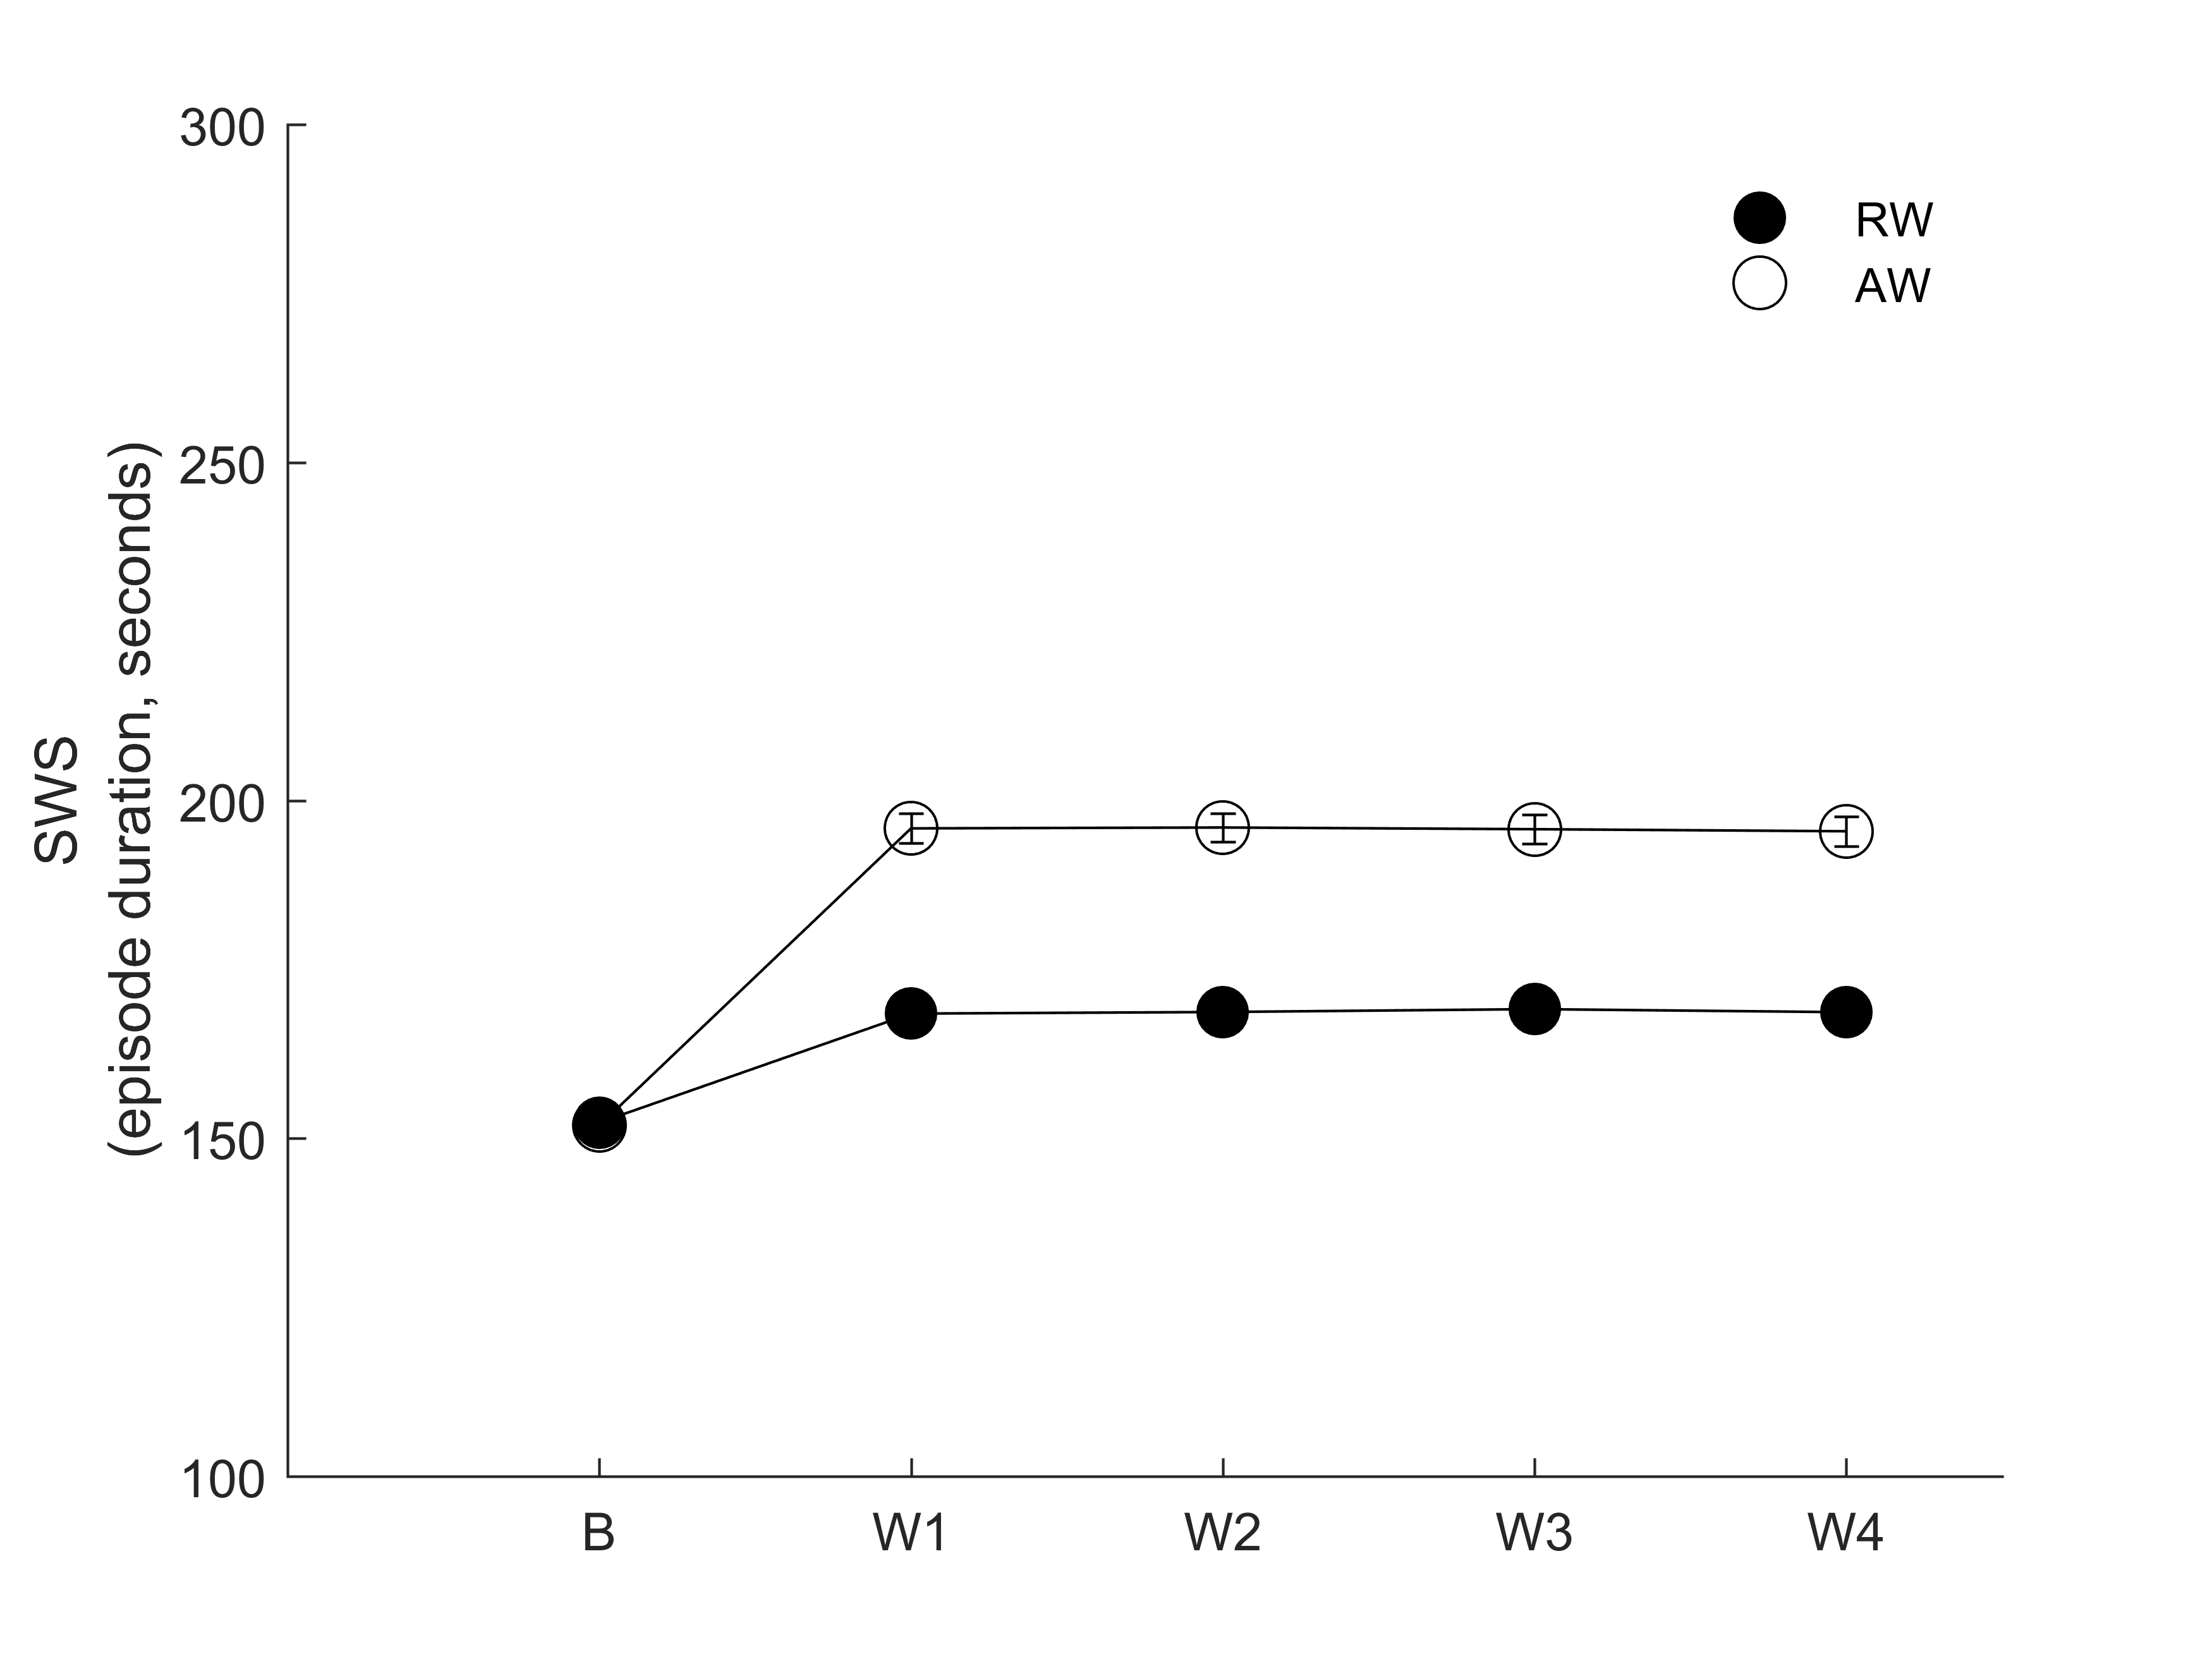 SWS
(episode duration, seconds)
300
250
200
150
100
B
W1
W2
W3
W4
RW
AW